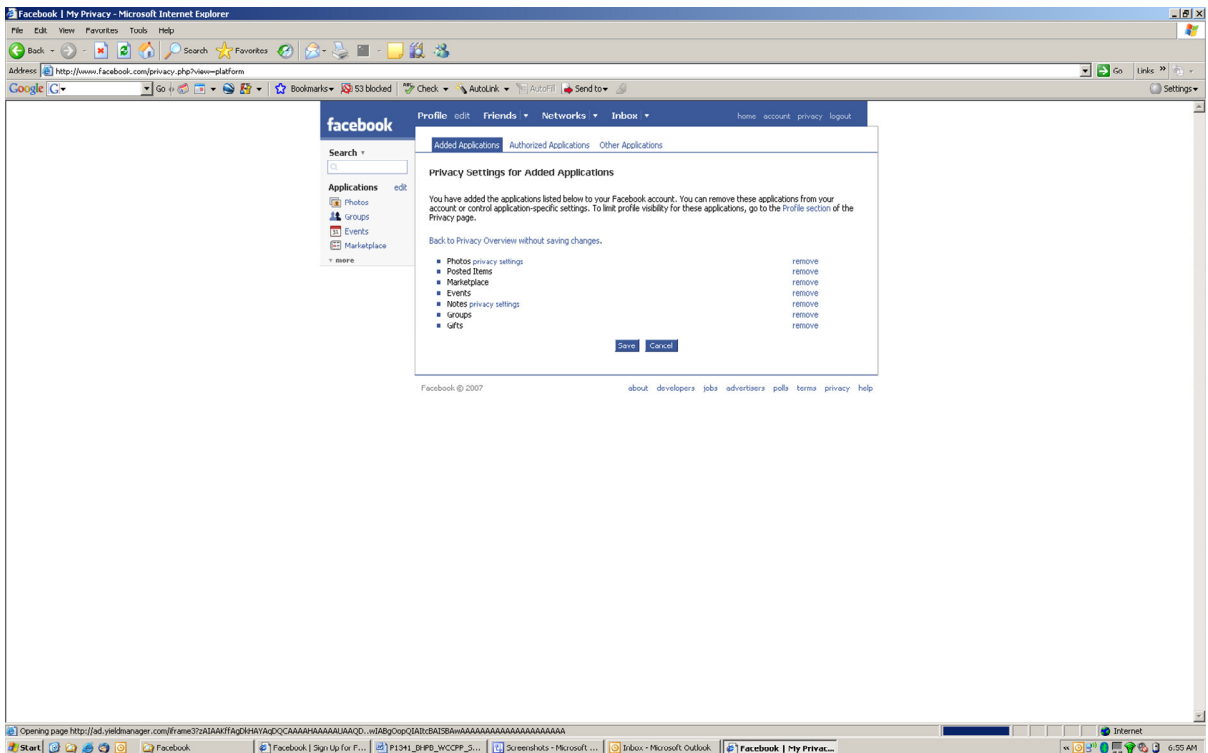 Facebook | My Privacy - Microsoft Internet Explorer
File Edit View Favorites Tools Help
Back Search Favorites
Address http://www.facebook.com/privacy.php?view=platform Go Links »
Google G Go Bookmarks 53 blocked Check AutoLink AutoFill Send to Settings
facebook
Profile edit Friends Networks Inbox home account privacy logout
Search
Applications edit
Photos
Groups
Events
Marketplace
more
Added Applications Authorized Applications Other Applications
Privacy Settings for Added Applications
You have added the applications listed below to your Facebook account. You can remove these applications from your
account or control application-specific settings. To limit profile visibility for these applications, go to the Profile section of the
Privacy page.
Back to Privacy Overview without saving changes.
Photos privacy settings remove
Posted Items remove
Marketplace remove
Events remove
Notes privacy settings remove
Groups remove
Gifts remove
Save Cancel
Facebook © 2007 about developers jobs advertisers polls terms privacy help
Opening page Internet
Start Facebook Facebook | Sign Up for F... Screenshots - Microsoft ... Inbox - Microsoft Outlook Facebook | My Privac... « 6:55 AM